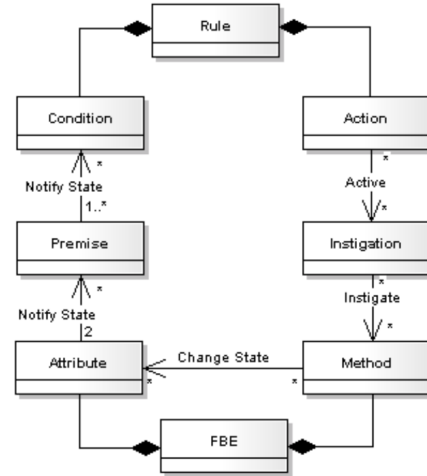 Rule
Condition
Action
*
*
Notify State
Active
1..*
*
Premise
Instigation
*
*
Notify State
Instigate
2
*
Attribute
Change State
Method
*
*
FBE